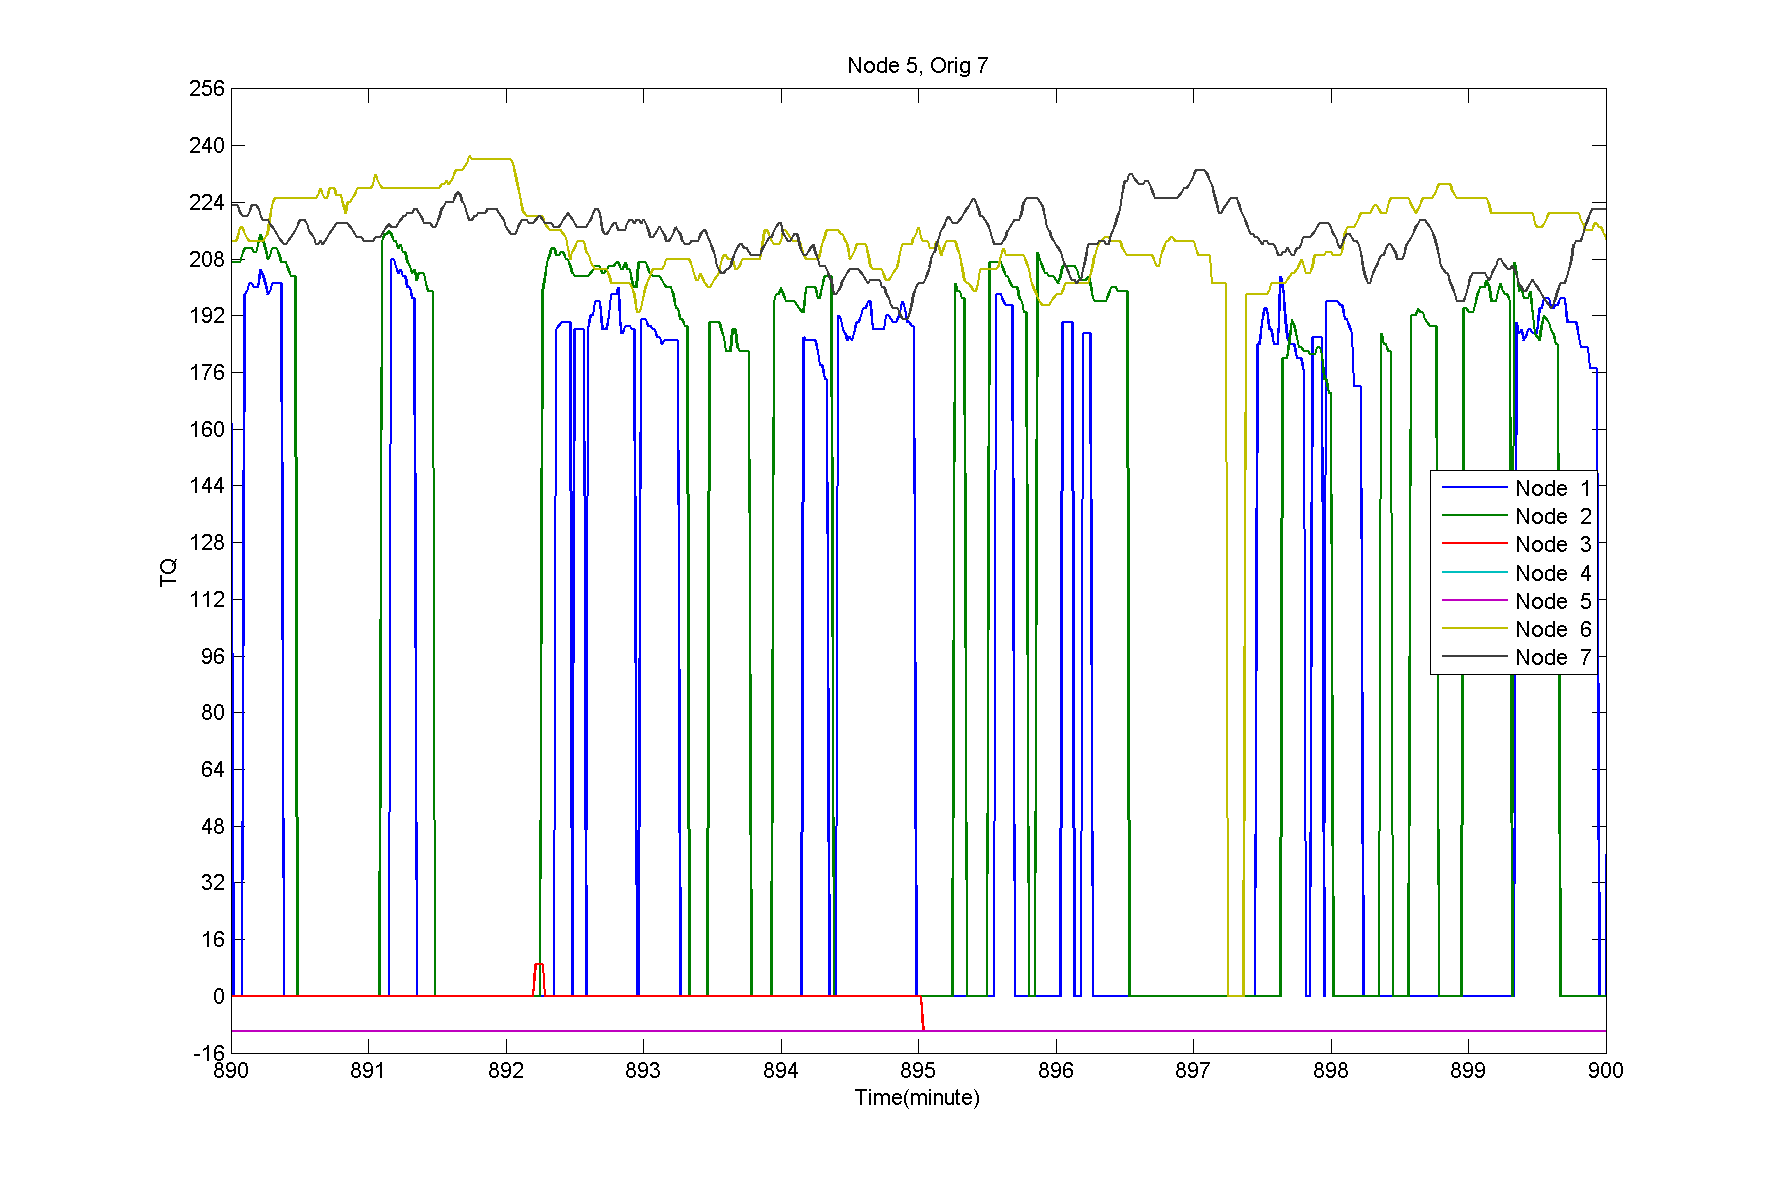 Node 5, Orig 7
256
240
224
208
192
176
160
144
128
112
96
80
64
48
32
16
0
-16
TQ
Node 1
Node 2
Node 3
Node 4
Node 5
Node 6
Node 7
890 891 892 893 894 895 896 897 898 899 900
Time(minute)